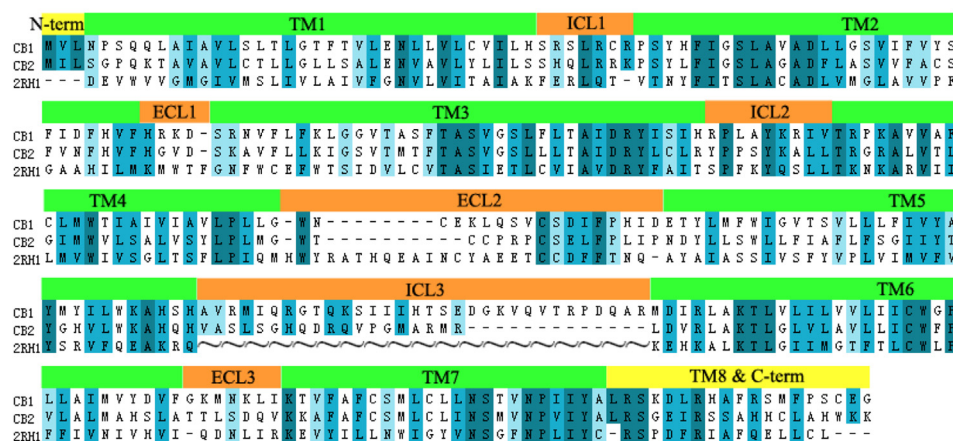 N-term TM1 ICL1 TM2
CB1 MVLNPSQQLAIAVLSLTLGTFTVLENLLVLCVILHSRSLRCRPSYHFIGSLAVADLLGSVIFVYS
CB2 MILSGPQKTAVAVLCTLLGLLSALENVAVLYLILSSHQLRRKPSYLFIGSLAGADFLASVVFACS
2RH1 ---DEVWVVGMGIVMSLIVLAIVFGNVLVITAIAKFERLQT-VTNYFITSLACADLVMGLAVVPF
ECL1 TM3 ICL2
CB1 FIDFHVFHRKD-SRNVFLFKLGGVTASFTASVGSLFLTAIDRYISIHRPLAYKRIVTRPKAVVAF
CB2 FVNFHVFHGVD-SKAVFLLKIGSVTMTFTASVGSLLLTAIDRYLCLRYPPSYKALLTRGRALVTL
2RH1 GAAHILMKMWTFGNFWCEFWTSIDVLCVTASIETLCVIAVDRYFAITSPFKYQSLLTKNKARVII
TM4 ECL2 TM5
CB1 CLMWTIAIVIAVLPLLG-WN--------CEKLQSVCSDIFPHIDETYLMFWIGVTSVLLLFIVYA
CB2 GIMWVLSALVSYLPLMG-WT--------CCPRPCSELFPLIPNDYLLSWLLFIAFLFSGIIYT
2RH1 LMVWIVSGLTSFLPIQMHWYRATHQEAINCYAEETCCDFFTNQ-AYAIASSIVSFYVPLVIMVFV
ICL3 TM6
CB1 YMYILWKAHSHAVRMIQRGTQKSIIIHTSEDGKVQVTRPDQARMDIRLAKTLVLILVVLIICWGP
CB2 YGHVLWKAHQHVASLSGHQDRQVPGMARMR-------------LDVRLAKTLGLVLAVLLICWFP
2RH1 YSRVFQEAKRQ~~~~~~~~~~~~~~~~~~~~~~~~~~~~~~~~KEHKALKTLGIIMGTFTLCWLP
ECL3 TM7 TM8 & C-term
CB1 LLAIMVYDVFGKMNKLIKTVFAFCSMLCLLNSTVNPIIYALRSKDLRHAFRSMFPSCEG
CB2 VLALMAHSLATTLSDQVKKAFAFCSMLCLINSMVNPVIYALRSGEIRSSAHHCLAHWKK
2RH1 FFIVNIVHVI-QDNLIRKEVYILLNWIGYVNSGFNPLIYC-RSPDFRIAFQELLCL---